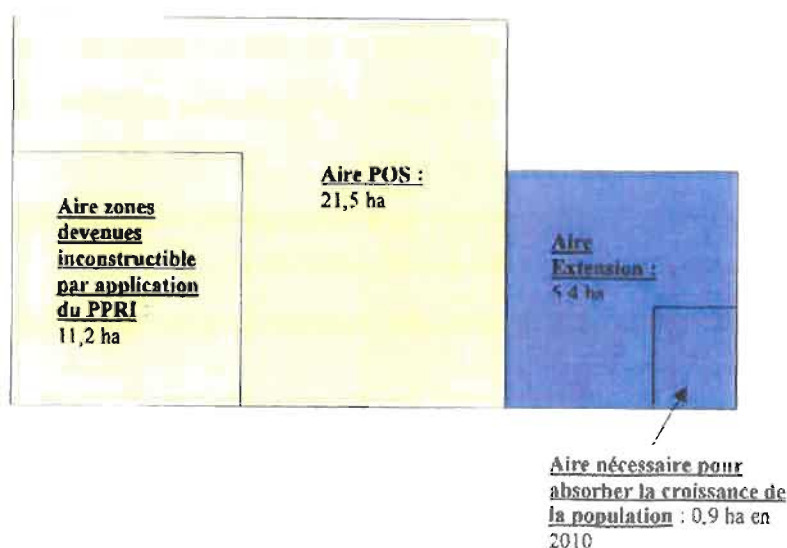 Aire POS :
21,5 ha
Aire zones
devenues
inconstructible
par application
du PPRI
11,2 ha
Aire
Extension :
5,4 ha
Aire nécessaire pour
absorber la croissance de
la population : 0,9 ha en
2010